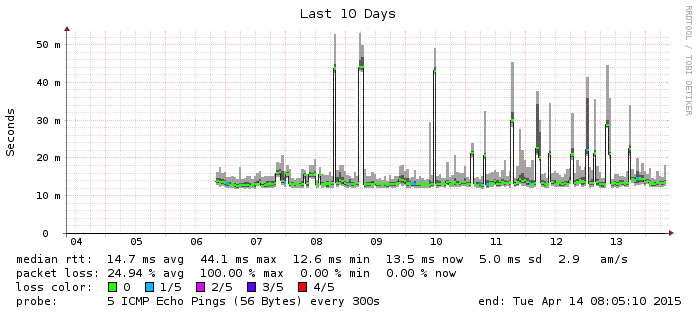 Last 10 Days
RRDTOOL / TOBI OETIKER
Seconds
50 m
40 m
30 m
20 m
10 m
0
04 05 06 07 08 09 10 11 12 13
median rtt: 14.7 ms avg 44.1 ms max 12.6 ms min 13.5 ms now 5.0 ms sd 2.9 am/s
packet loss: 24.94 % avg 100.00 % max 0.00 % min 0.00 % now
loss color: 0 1/5 2/5 3/5 4/5
probe: 5 ICMP Echo Pings (56 Bytes) every 300s end: Tue Apr 14 08:05:10 2015